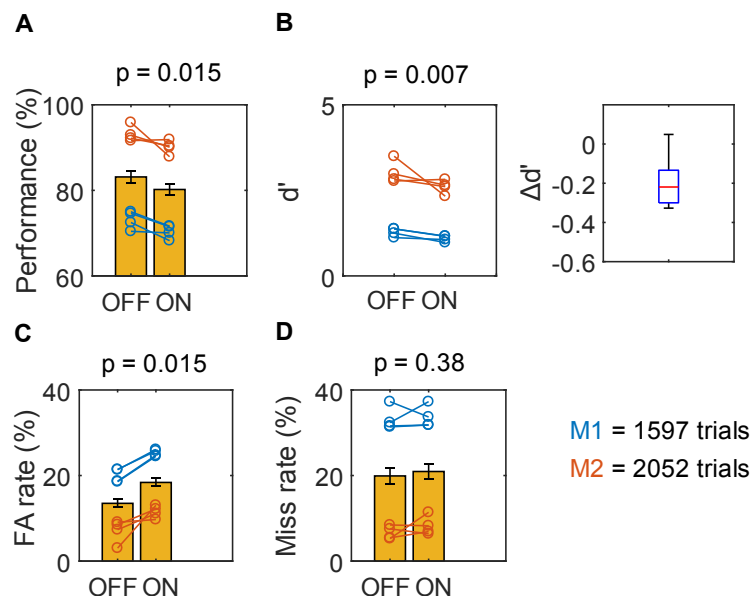 A
p = 0.015
Performance (%)
100
80
60
OFF ON
B
p = 0.007
d'
5
0
OFF ON
Δd'
0
-0.2
-0.4
-0.6
C
p = 0.015
FA rate (%)
40
20
0
OFF ON
D
p = 0.38
Miss rate (%)
40
20
0
OFF ON
M1 = 1597 trials
M2 = 2052 trials